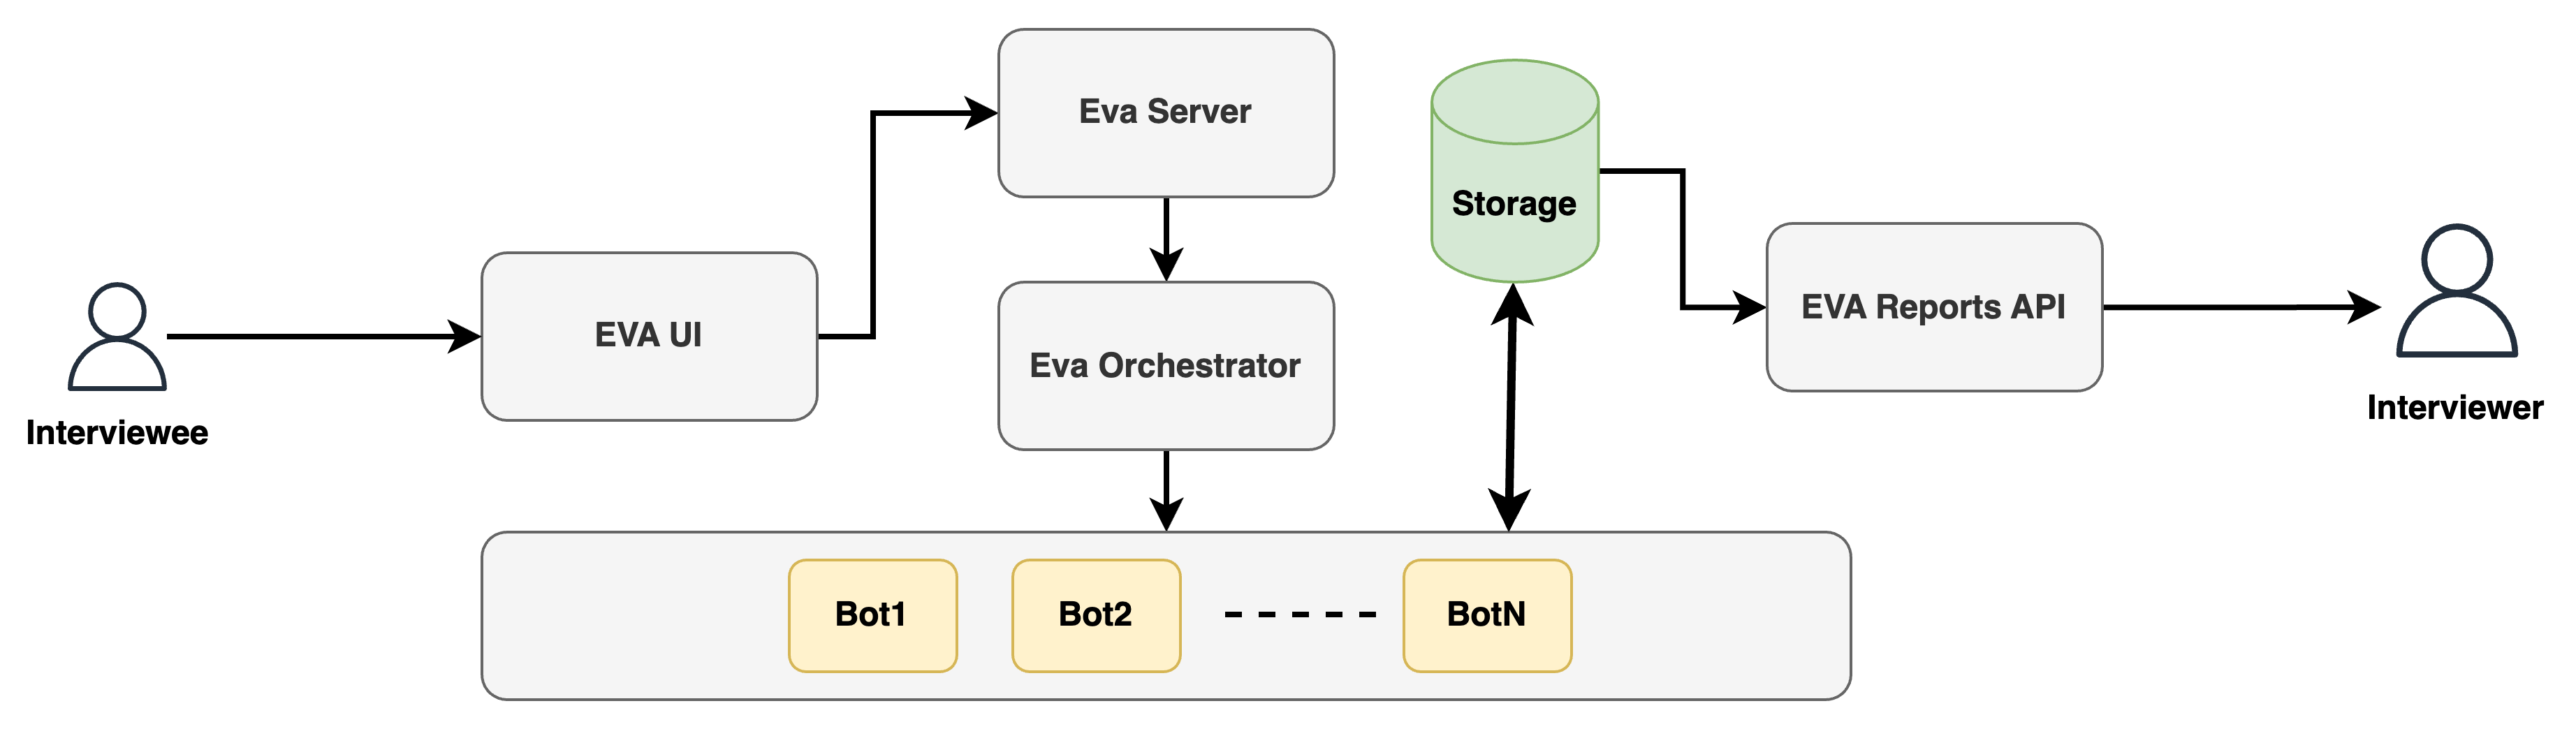 Eva Server
Storage
EVA UI
EVA Reports API
Eva Orchestrator
Interviewee
Interviewer
Bot1
Bot2
BotN